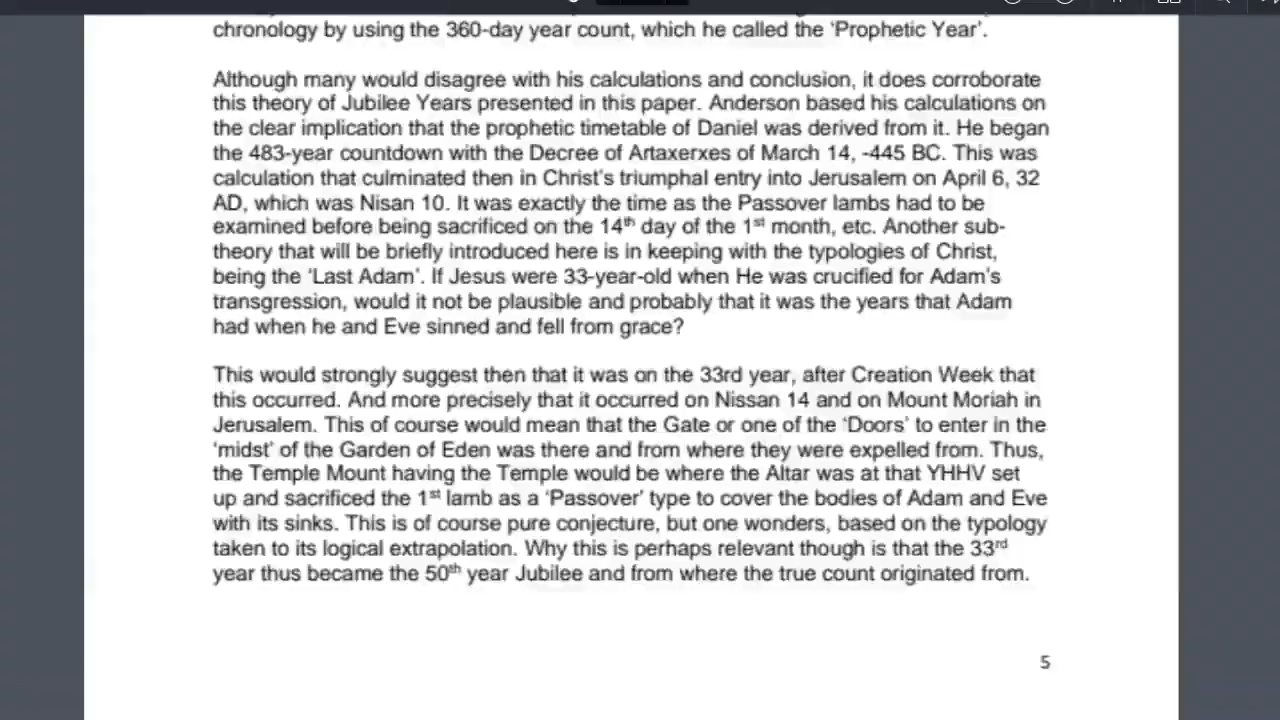 chronology by using the 360-day year count, which he called the 'Prophetic Year'.
Although many would disagree with his calculations and conclusion, it does corroborate
this theory of Jubilee Years presented in this paper. Anderson based his calculations on
the clear implication that the prophetic timetable of Daniel was derived from it. He began
the 483-year countdown with the Decree of Artaxerxes of March 14, -445 BC. This was
calculation that culminated then in Christ's triumphal entry into Jerusalem on April 6, 32
AD, which was Nisan 10. It was exactly the time as the Passover lambs had to be
examined before being sacrificed on the 14th day of the 1st month, etc. Another sub-
theory that will be briefly introduced here is in keeping with the typologies of Christ,
being the 'Last Adam'. If Jesus were 33-year-old when He was crucified for Adam's
transgression, would it not be plausible and probably that it was the years that Adam
had when he and Eve sinned and fell from grace?
This would strongly suggest then that it was on the 33rd year, after Creation Week that
this occurred. And more precisely that it occurred on Nissan 14 and on Mount Moriah in
Jerusalem. This of course would mean that the Gate or one of the 'Doors' to enter in the
'midst' of the Garden of Eden was there and from where they were expelled from. Thus,
the Temple Mount having the Temple would be where the Altar was at that YHHV set
up and sacrificed the 1st lamb as a 'Passover' type to cover the bodies of Adam and Eve
with its sinks. This is of course pure conjecture, but one wonders, based on the typology
taken to its logical extrapolation. Why this is perhaps relevant though is that the 33rd
year thus became the 50th year Jubilee and from where the true count originated from.
5